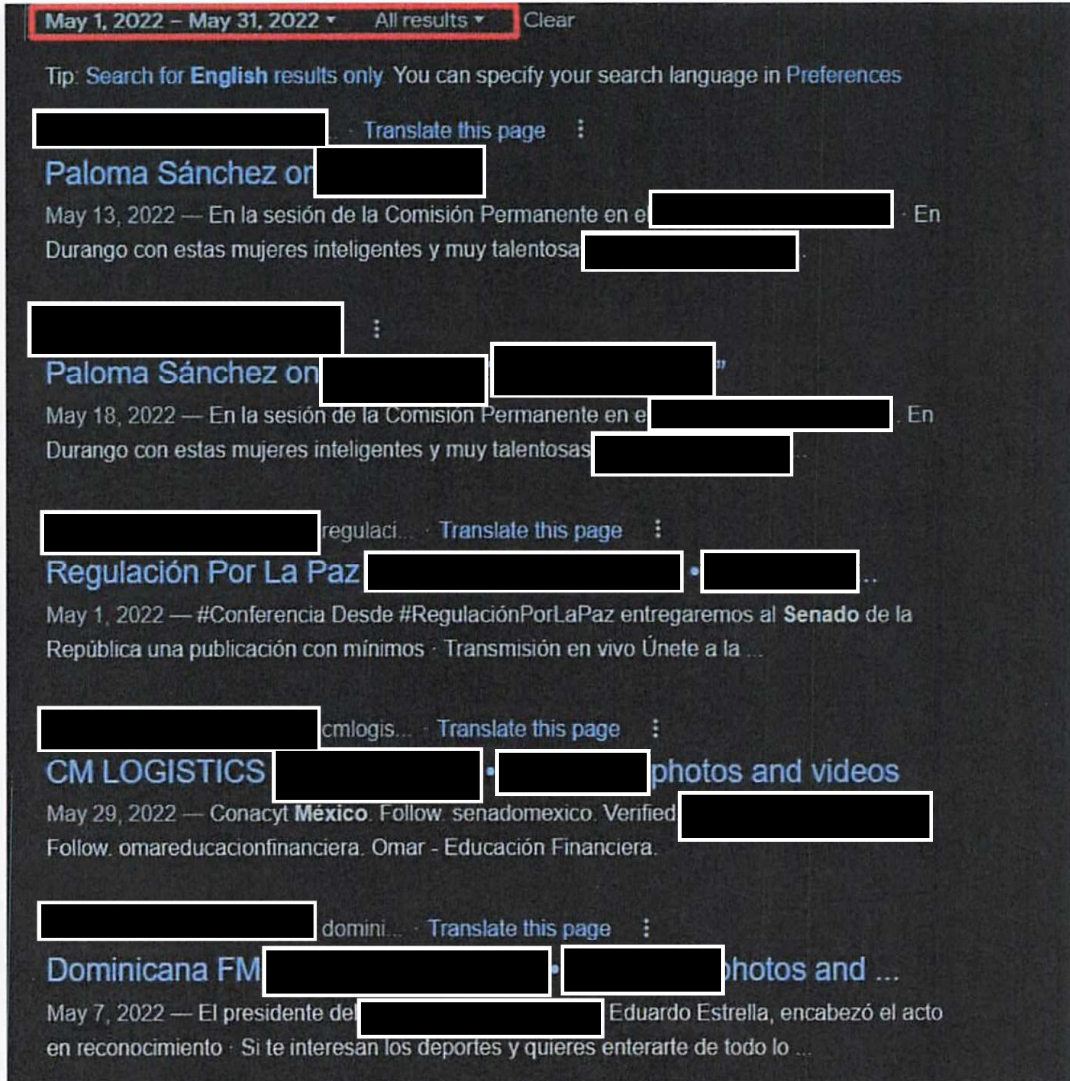 May 1, 2022 – May 31, 2022 All results Clear
Tip: Search for English results only. You can specify your search language in Preferences
Translate this page
Paloma Sánchez on
May 13, 2022 — En la sesión de la Comisión Permanente en el · En
Durango con estas mujeres inteligentes y muy talentosa .
Paloma Sánchez on ”
May 18, 2022 — En la sesión de la Comisión Permanente en e . En
Durango con estas mujeres inteligentes y muy talentosas ...
regulaci... · Translate this page
Regulación Por La Paz • ...
May 1, 2022 — #Conferencia Desde #RegulaciónPorLaPaz entregaremos al Senado de la
República una publicación con mínimos · Transmisión en vivo Únete a la ...
cmlogis... · Translate this page
CM LOGISTICS • photos and videos
May 29, 2022 — Conacyt México. Follow. senadomexico. Verified
Follow. omareducacionfinanciera. Omar - Educación Financiera.
domini... · Translate this page
Dominicana FM • photos and ...
May 7, 2022 — El presidente del Eduardo Estrella, encabezó el acto
en reconocimiento · Si te interesan los deportes y quieres enterarte de todo lo ...